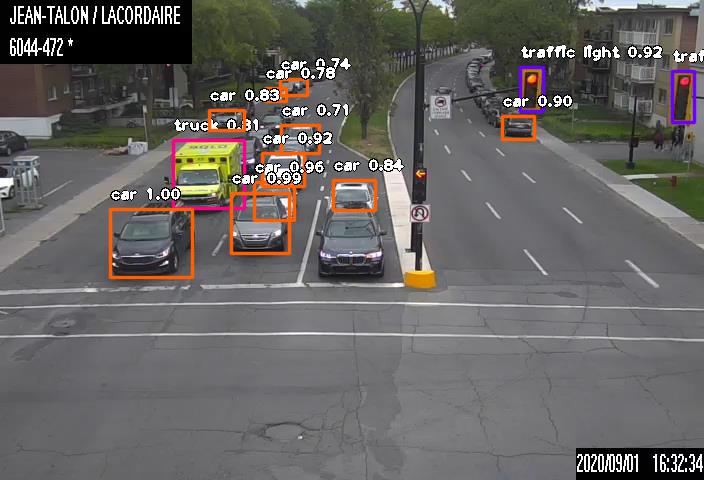 JEAN-TALON / LACORDAIRE
6044-472 *
car 0.74
car 0.78
traffic light 0.92
traf
car 0.83
car 0.90
car 0.71
truck 0.81
car 0.92
car 0.96
car 0.84
car 0.99
car 1.00
2020/09/01 16:32:34